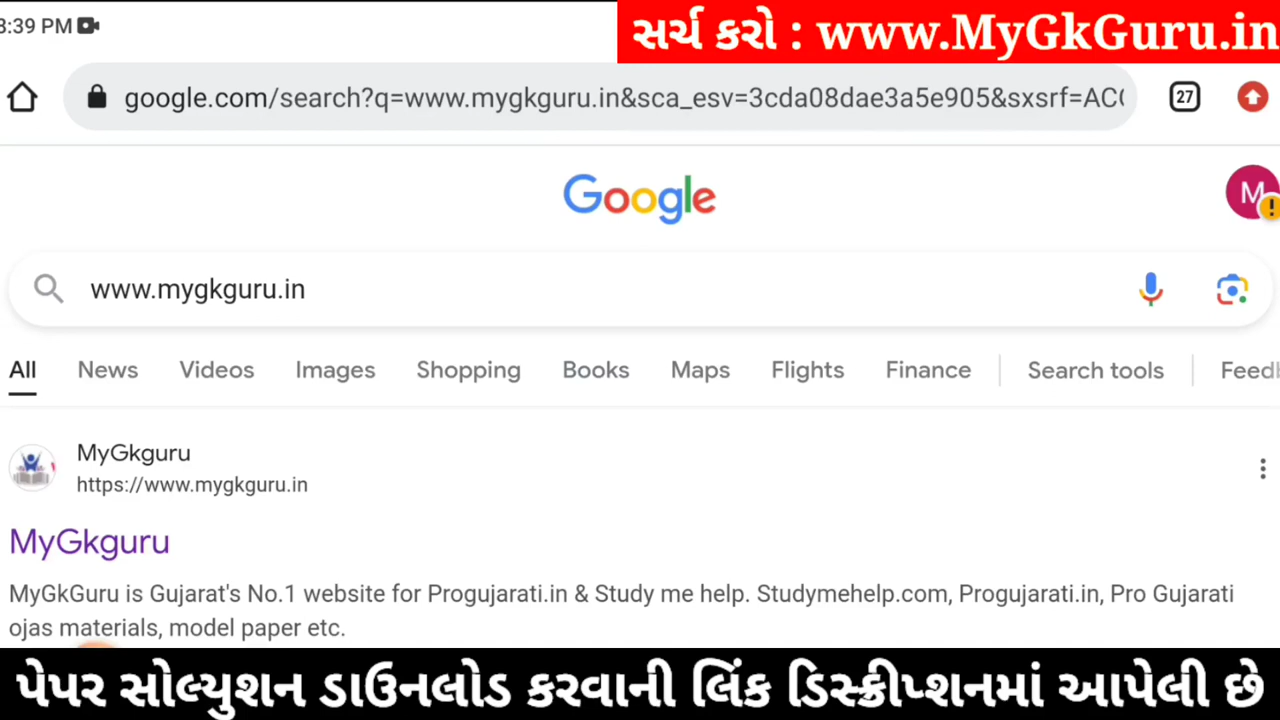 3:39 PM
સર્ચ કરો : www.MyGkGuru.in
google.com/search?q=www.mygkguru.in&sca_esv=3cda08dae3a5e905&sxsrf=AC
27
Google
M
www.mygkguru.in
All News Videos Images Shopping Books Maps Flights Finance Search tools Feedb
MyGkguru
https://www.mygkguru.in
MyGkguru
MyGkGuru is Gujarat's No.1 website for Progujarati.in & Study me help. Studymehelp.com, Progujarati.in, Pro Gujarati
ojas materials, model paper etc.
પેપર સોલ્યુશન ડાઉનલોડ કરવાની લિંક ડિસ્ક્રીપ્શનમાં આપેલી છે